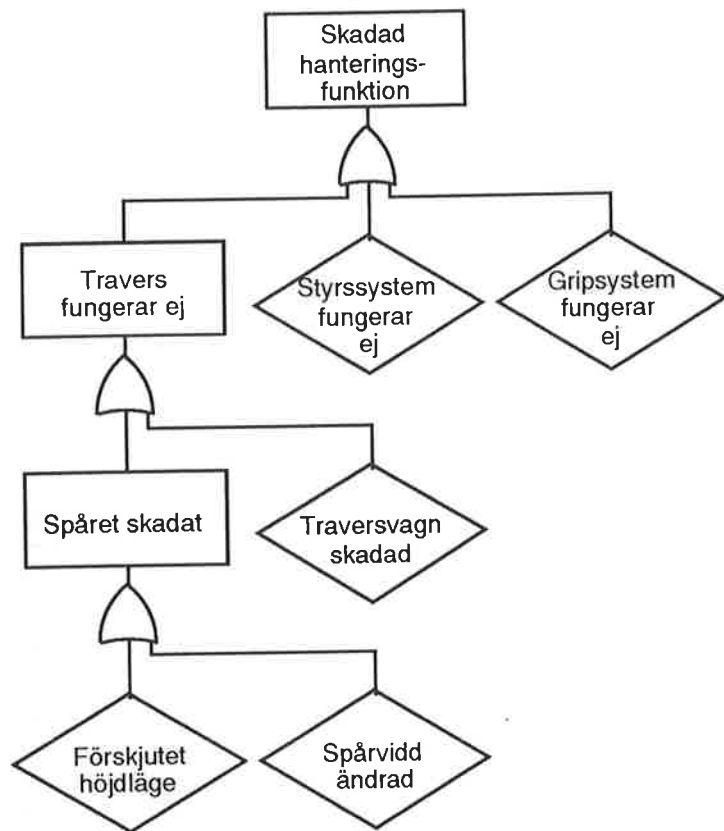 Skadad
hanterings-
funktion
Travers
fungerar ej
Styrssystem
fungerar
ej
Gripsystem
fungerar
ej
Spåret skadat
Traversvagn
skadad
Förskjutet
höjdläge
Spårvidd
ändrad